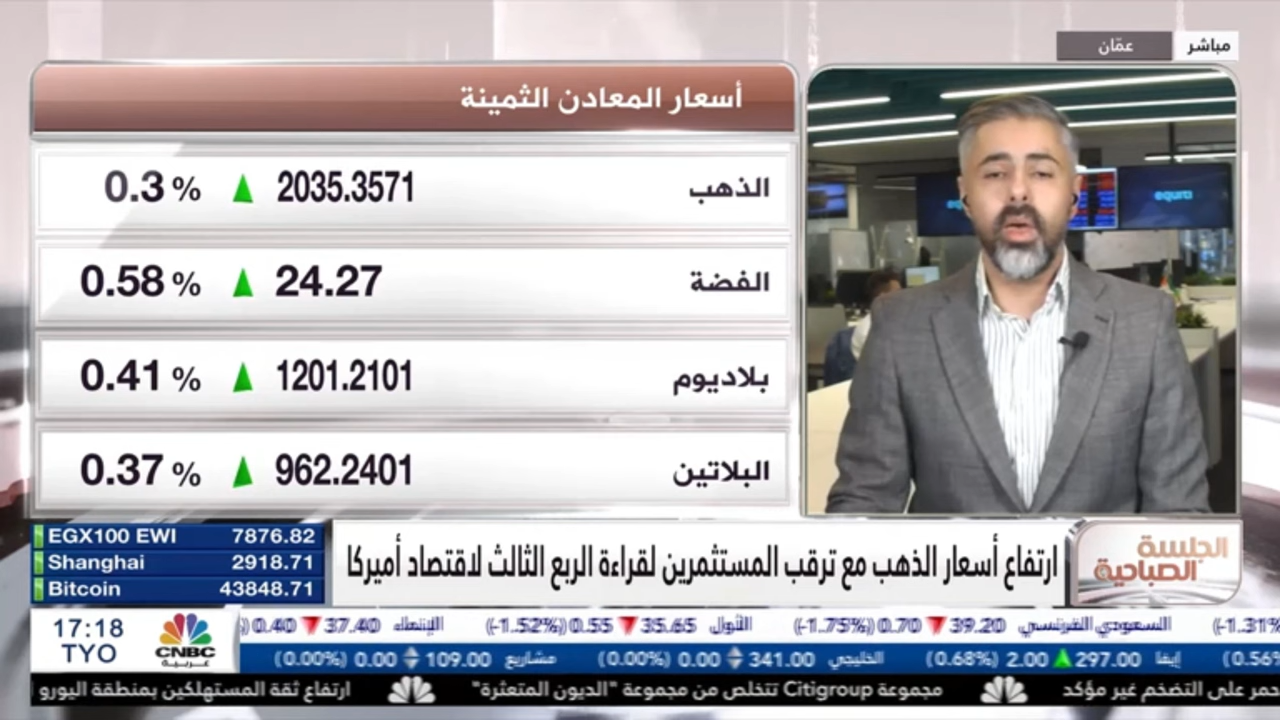 مباشر
عمّان
أسعار المعادن الثمينة
الذهب 2035.3571 0.3 %
الفضة 24.27 0.58 %
بلاديوم 1201.2101 0.41 %
البلاتين 962.2401 0.37 %
equiti
EGX100 EWI 7876.82
Shanghai 2918.71
Bitcoin 43848.71
ارتفاع أسعار الذهب مع ترقب المستثمرين لقراءة الربع الثالث لاقتصاد أميركا
الجلسة
الصباحية
17:18
TYO
CNBC
عربية
(-1.31%
السعودي الفرنسي 39.20 0.70 (-1.75%)
الأول 35.65 0.55 (-1.52%)
الإنماء 37.40 0.40
(0.56
إيفا 297.00 2.00 (0.68%)
الخليجي 341.00 0.00 (0.00%)
مشاريع 109.00 0.00 (0.00%)
حمر على التضخم غير مؤكد
مجموعة Citigroup تتخلص من مجموعة "الديون المتعثرة"
ارتفاع ثقة المستهلكين بمنطقة اليورو